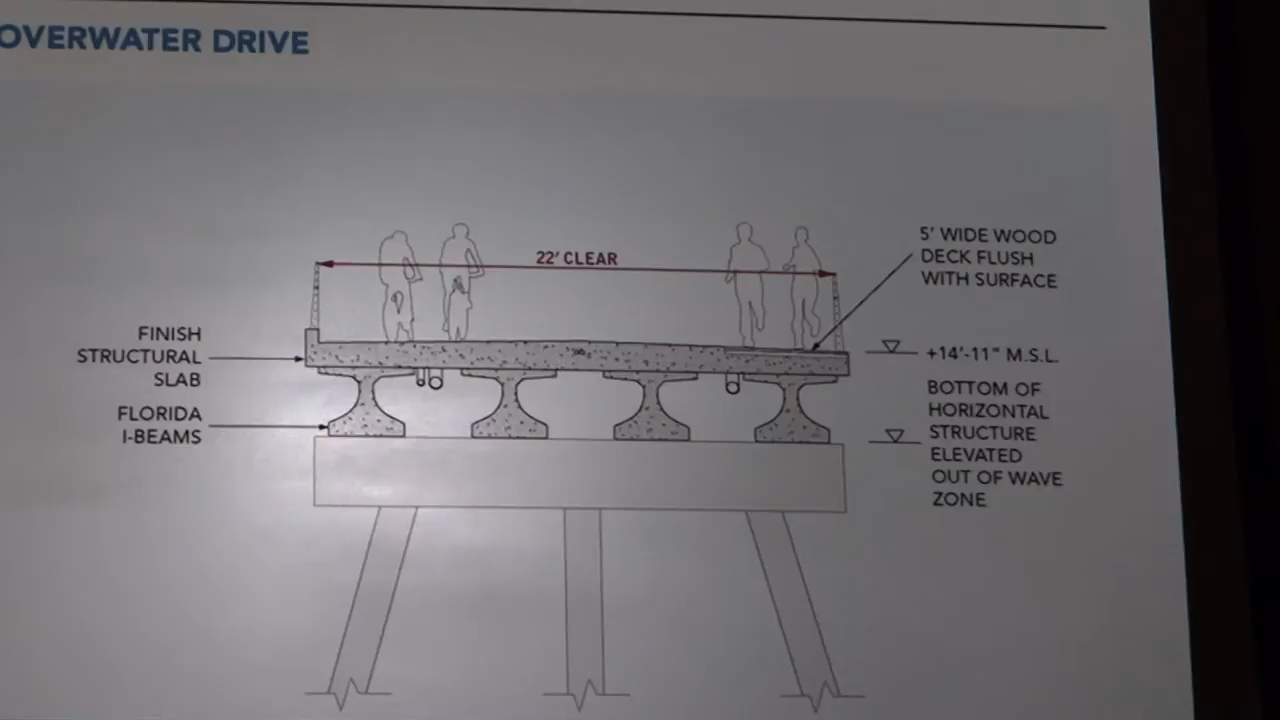 OVERWATER DRIVE
22' CLEAR
5' WIDE WOOD
DECK FLUSH
WITH SURFACE
FINISH
STRUCTURAL
SLAB
+14'-11" M.S.L.
FLORIDA
I-BEAMS
BOTTOM OF
HORIZONTAL
STRUCTURE
ELEVATED
OUT OF WAVE
ZONE